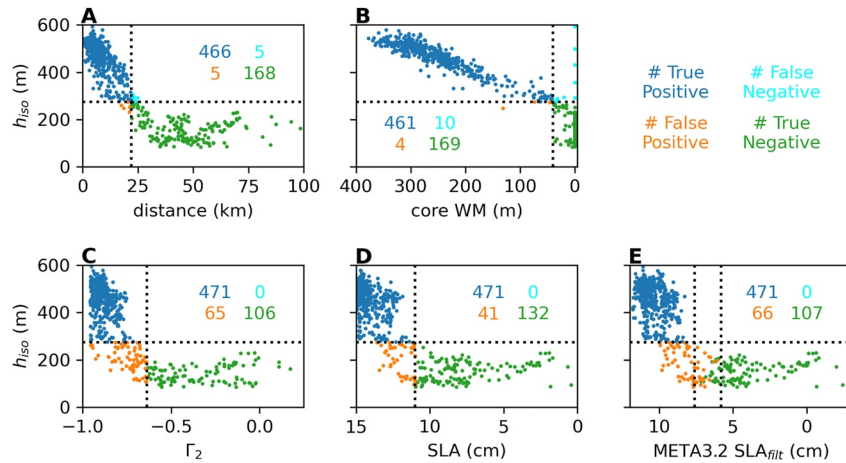 A
600
400
200
0
h_iso (m)
466 5
5 168
0 25 50 75 100
distance (km)
B
461 10
4 169
400 300 200 100 0
core WM (m)
# True Positive
# False Negative
# False Positive
# True Negative
C
600
400
200
0
h_iso (m)
471 0
65 106
−1.0 −0.5 0.0
Γ₂
D
471 0
41 132
15 10 5 0
SLA (cm)
E
471 0
66 107
10 5 0
META3.2 SLA_filt (cm)